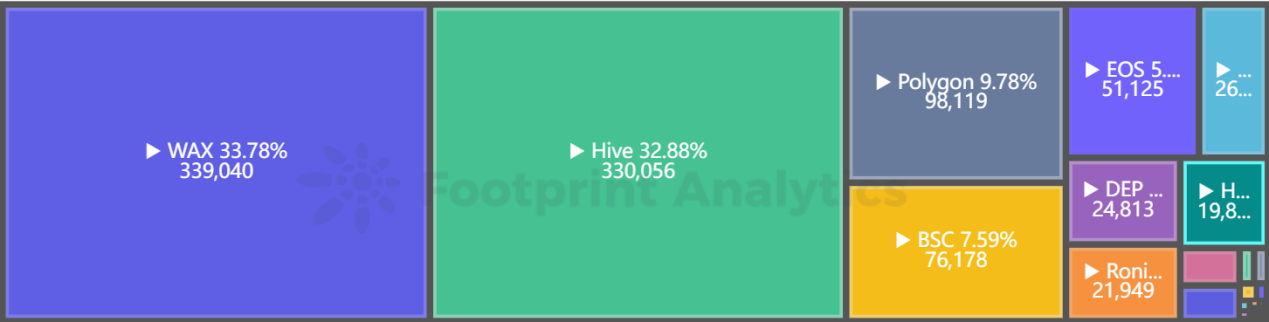 ▶ WAX 33.78%
339,040
▶ Hive 32.88%
330,056
▶ Polygon 9.78%
98,119
▶ BSC 7.59%
76,178
▶ EOS 5....
51,125
▶ ...
26...
▶ DEP ...
24,813
▶ H...
19,8...
▶ Roni...
21,949
Footprint Analytics